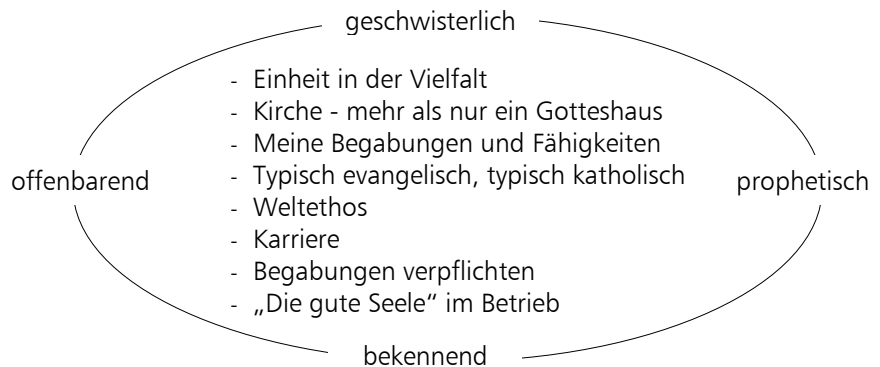 geschwisterlich
- Einheit in der Vielfalt
- Kirche - mehr als nur ein Gotteshaus
- Meine Begabungen und Fähigkeiten
offenbarend - Typisch evangelisch, typisch katholisch prophetisch
- Weltethos
- Karriere
- Begabungen verpflichten
- „Die gute Seele“ im Betrieb
bekennend